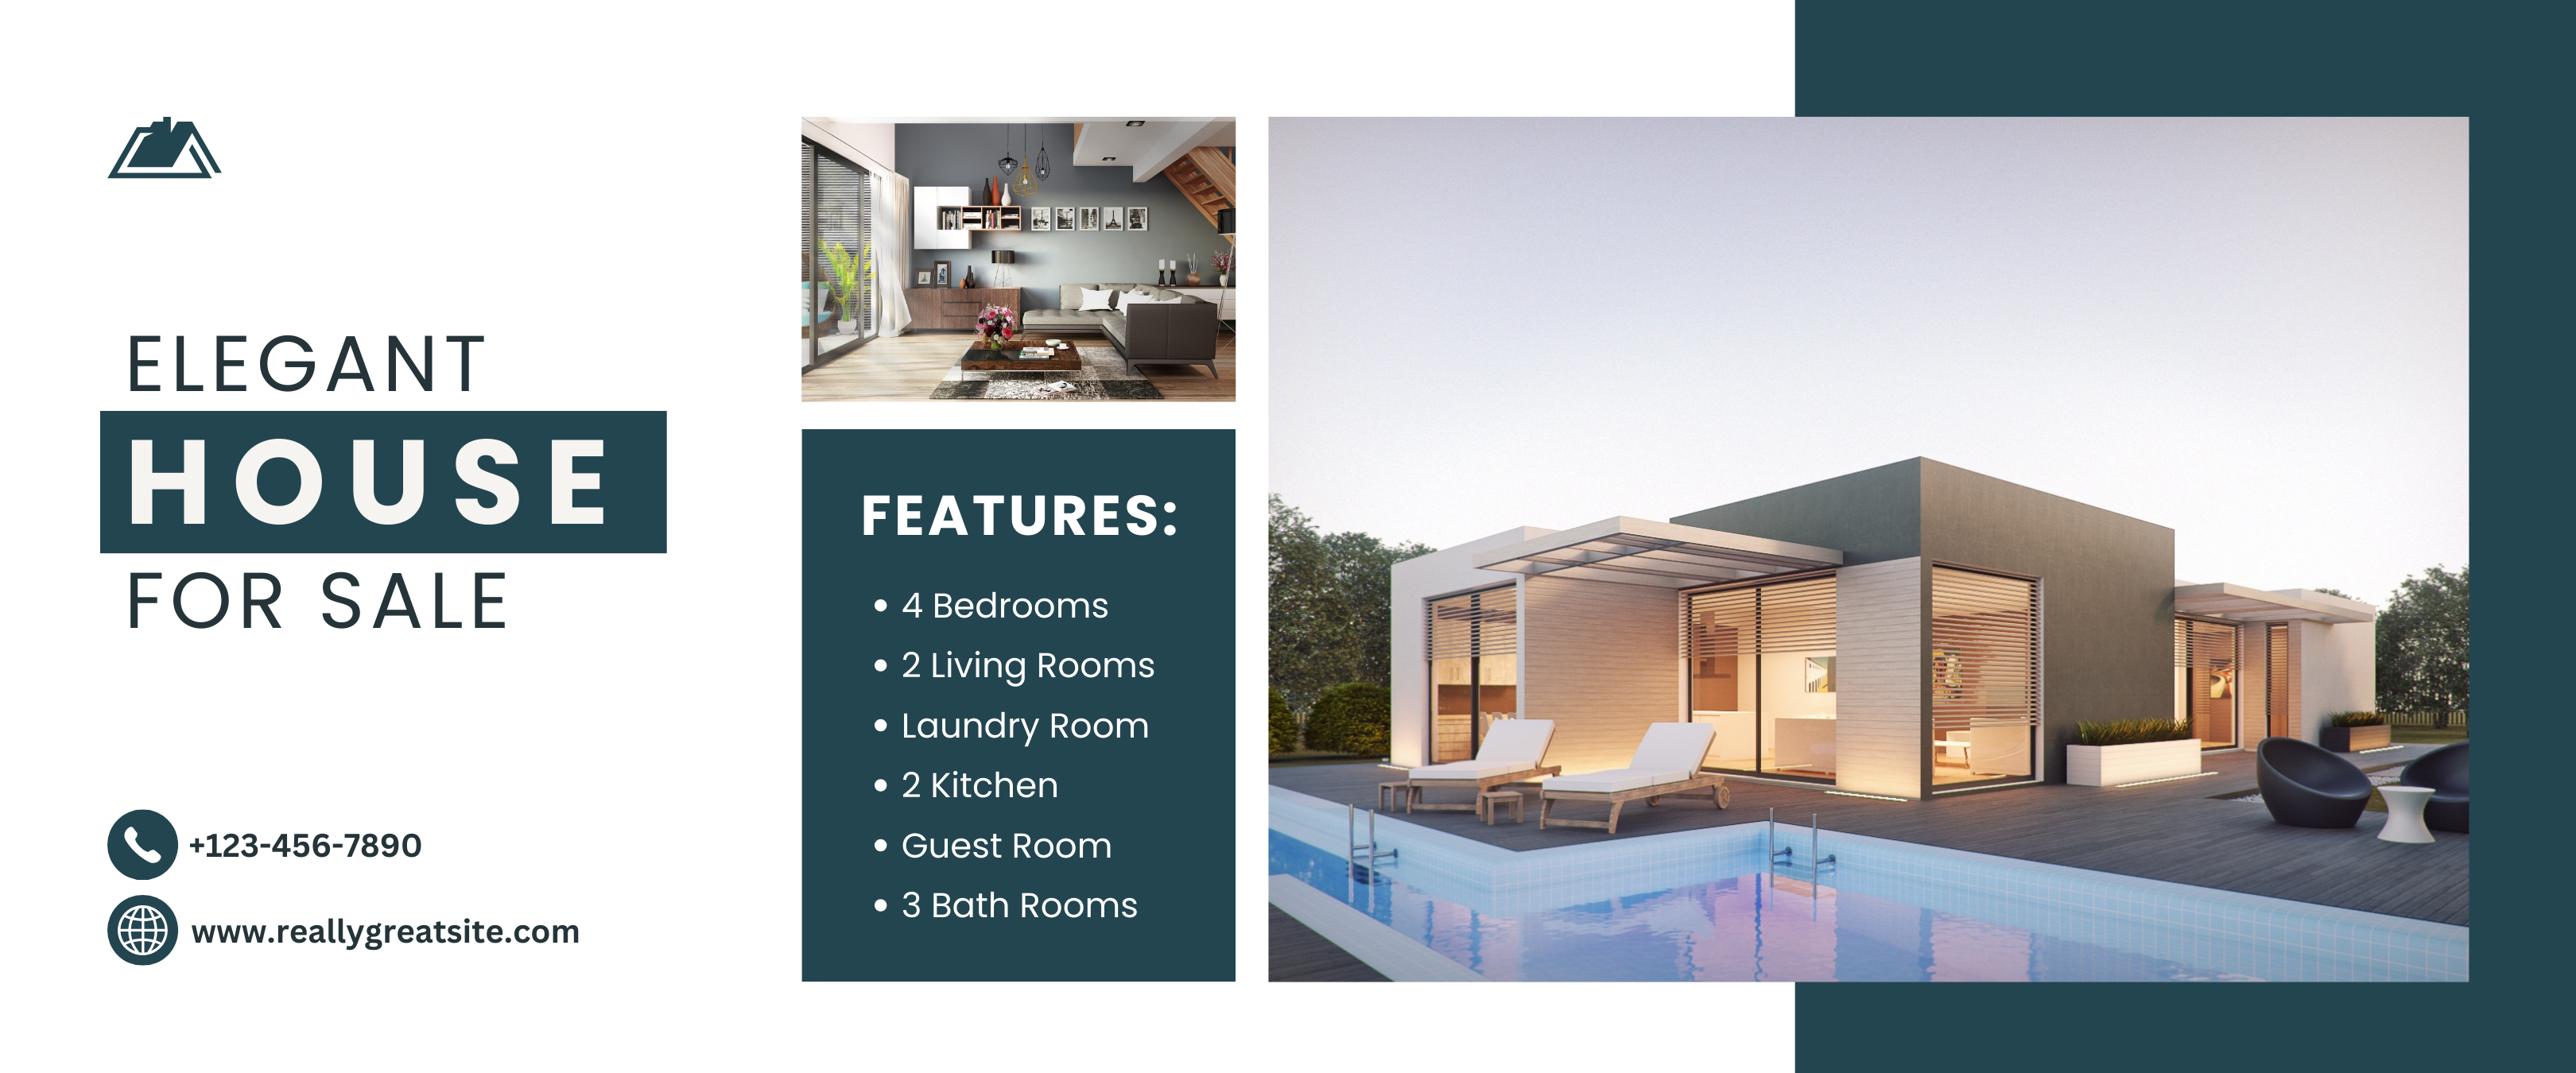 ELEGANT
HOUSE
FOR SALE
+123-456-7890
www.reallygreatsite.com
FEATURES:
• 4 Bedrooms
• 2 Living Rooms
• Laundry Room
• 2 Kitchen
• Guest Room
• 3 Bath Rooms